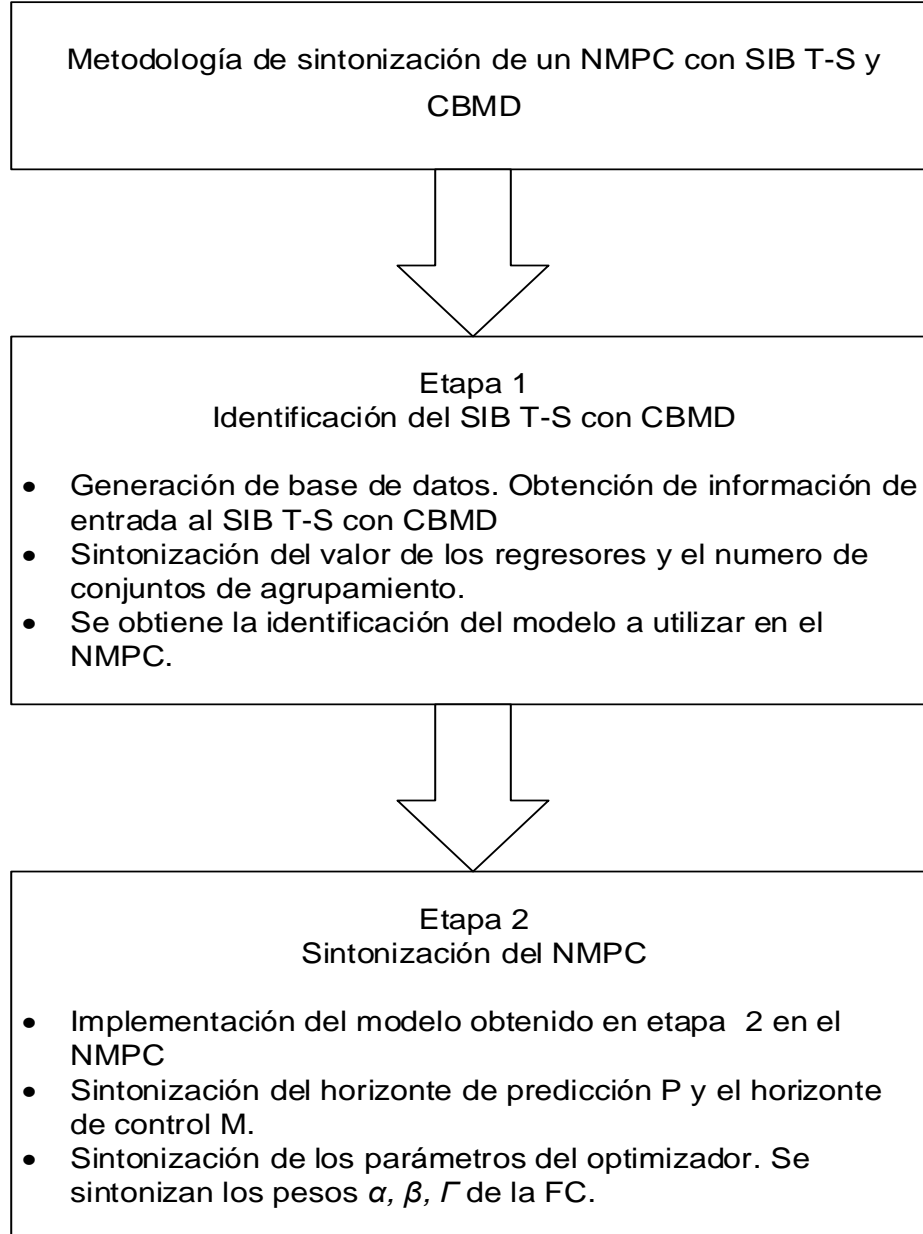 Metodología de sintonización de un NMPC con SIB T-S y
CBMD
Etapa 1
Identificación del SIB T-S con CBMD
• Generación de base de datos. Obtención de información de
entrada al SIB T-S con CBMD
• Sintonización del valor de los regresores y el numero de
conjuntos de agrupamiento.
• Se obtiene la identificación del modelo a utilizar en el
NMPC.
Etapa 2
Sintonización del NMPC
• Implementación del modelo obtenido en etapa  2 en el
NMPC
• Sintonización del horizonte de predicción P y el horizonte
de control M.
• Sintonización de los parámetros del optimizador. Se
sintonizan los pesos α, β, Γ de la FC.